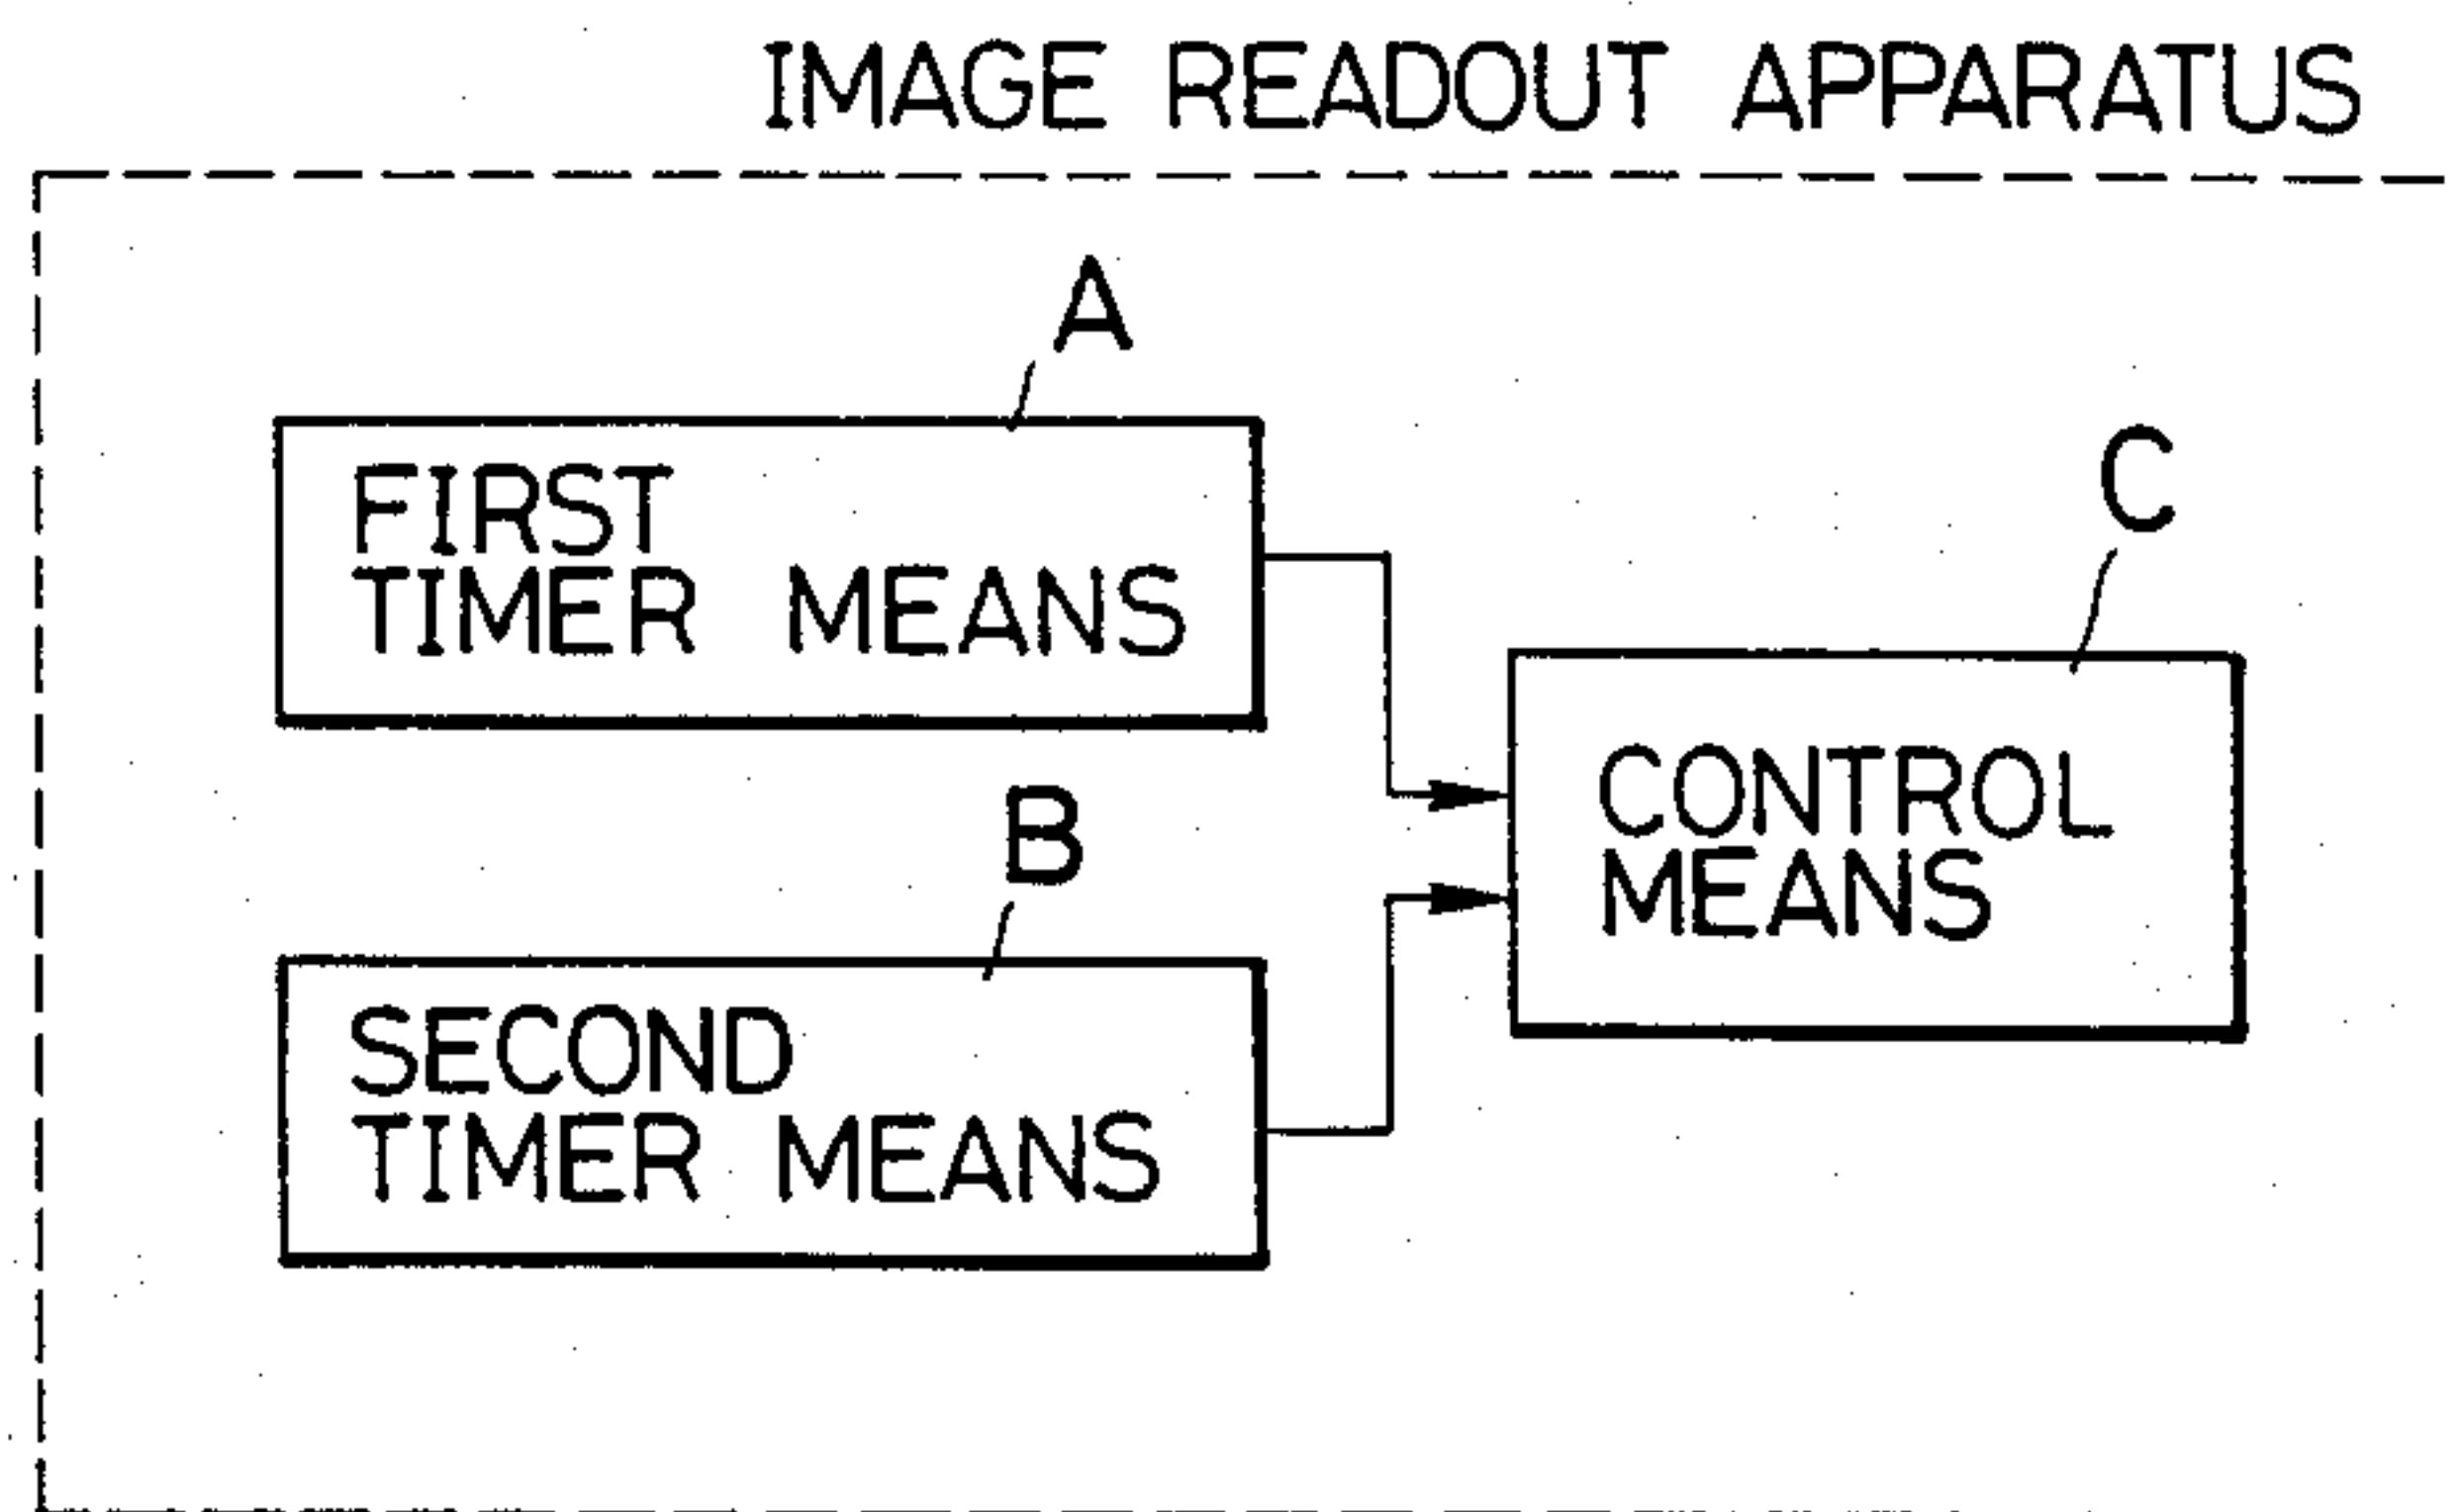 IMAGE READOUT APPARATUS
A
FIRST
TIMER MEANS
C
CONTROL
MEANS
B
SECOND
TIMER MEANS